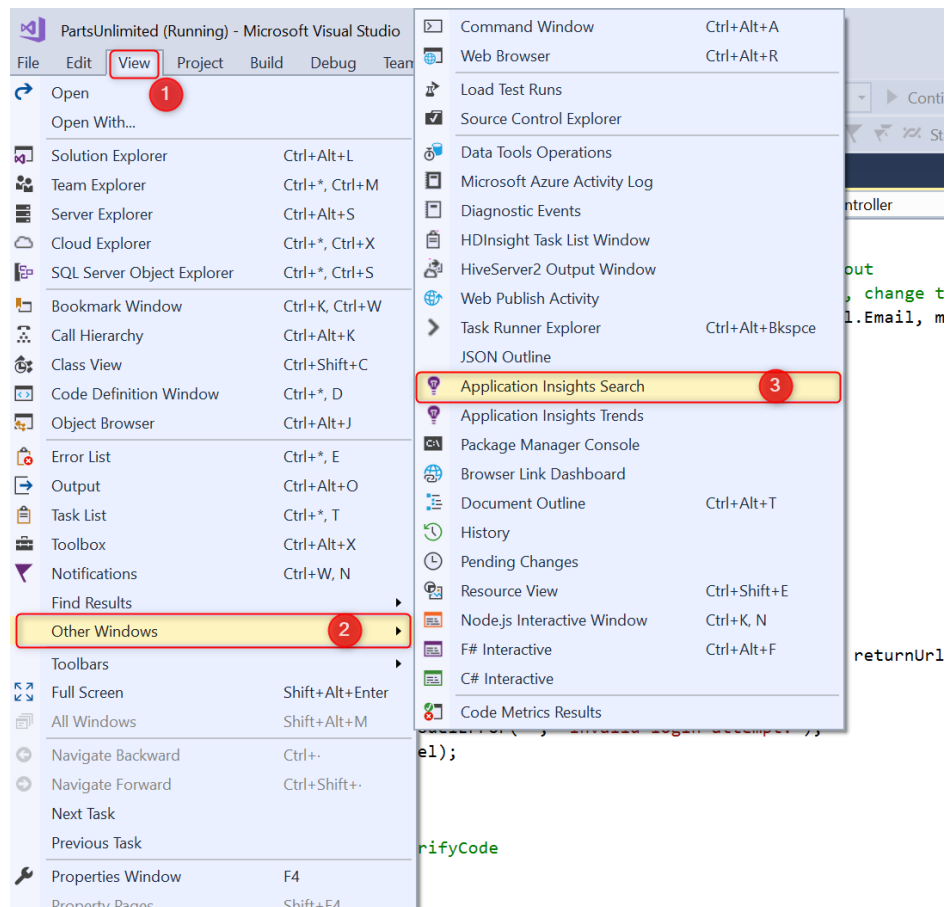 PartsUnlimited (Running) - Microsoft Visual Studio
File Edit View Project Build Debug Team
1
Open
Open With...
Solution Explorer Ctrl+Alt+L
Team Explorer Ctrl+*, Ctrl+M
Server Explorer Ctrl+Alt+S
Cloud Explorer Ctrl+*, Ctrl+X
SQL Server Object Explorer Ctrl+*, Ctrl+S
Bookmark Window Ctrl+K, Ctrl+W
Call Hierarchy Ctrl+Alt+K
Class View Ctrl+Shift+C
Code Definition Window Ctrl+*, D
Object Browser Ctrl+Alt+J
Error List Ctrl+*, E
Output Ctrl+Alt+O
Task List Ctrl+*, T
Toolbox Ctrl+Alt+X
Notifications Ctrl+W, N
Find Results
Other Windows 2
Toolbars
Full Screen Shift+Alt+Enter
All Windows Shift+Alt+M
Navigate Backward Ctrl+·
Navigate Forward Ctrl+Shift+·
Next Task
Previous Task
Properties Window F4
Property Pages Shift+F4
Command Window Ctrl+Alt+A
Web Browser Ctrl+Alt+R
Load Test Runs
Source Control Explorer
Data Tools Operations
Microsoft Azure Activity Log
Diagnostic Events
HDInsight Task List Window
HiveServer2 Output Window
Web Publish Activity
Task Runner Explorer Ctrl+Alt+Bkspce
JSON Outline
Application Insights Search 3
Application Insights Trends
Package Manager Console
Browser Link Dashboard
Document Outline Ctrl+Alt+T
History
Pending Changes
Resource View Ctrl+Shift+E
Node.js Interactive Window Ctrl+K, N
F# Interactive Ctrl+Alt+F
C# Interactive
Code Metrics Results
Conti
St
ntroller
out
, change t
l.Email, m
returnUrl
el);
rifyCode